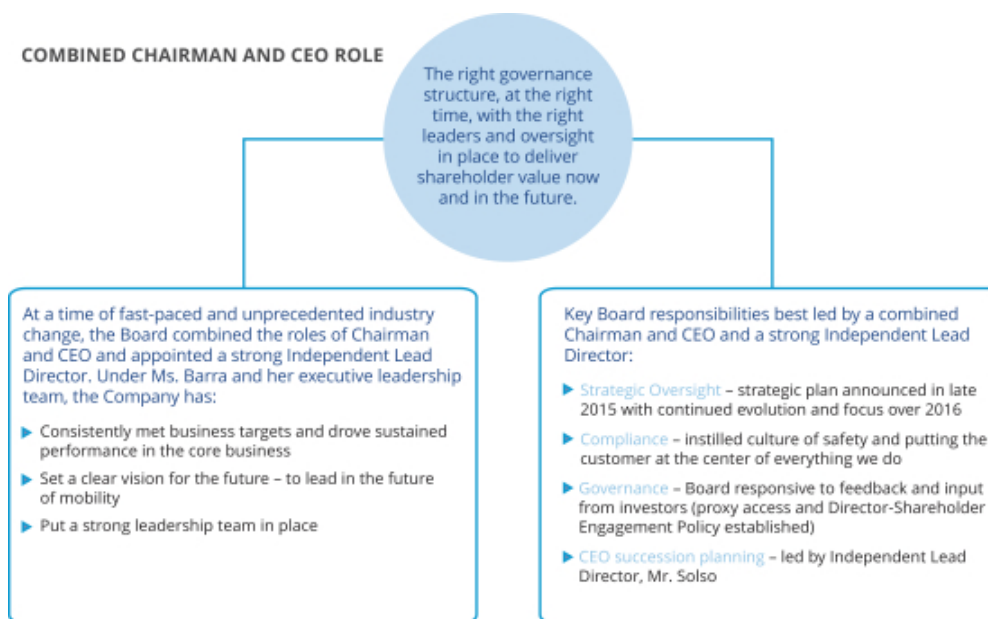 COMBINED CHAIRMAN AND CEO ROLE
The right governance
structure, at the right
time, with the right
leaders and oversight
in place to deliver
shareholder value now
and in the future.
At a time of fast-paced and unprecedented industry
change, the Board combined the roles of Chairman
and CEO and appointed a strong Independent Lead
Director. Under Ms. Barra and her executive leadership
team, the Company has:
Consistently met business targets and drove sustained
performance in the core business
Set a clear vision for the future – to lead in the future
of mobility
Put a strong leadership team in place
Key Board responsibilities best led by a combined
Chairman and CEO and a strong Independent Lead
Director:
Strategic Oversight – strategic plan announced in late
2015 with continued evolution and focus over 2016
Compliance – instilled culture of safety and putting the
customer at the center of everything we do
Governance – Board responsive to feedback and input
from investors (proxy access and Director-Shareholder
Engagement Policy established)
CEO succession planning – led by Independent Lead
Director, Mr. Solso